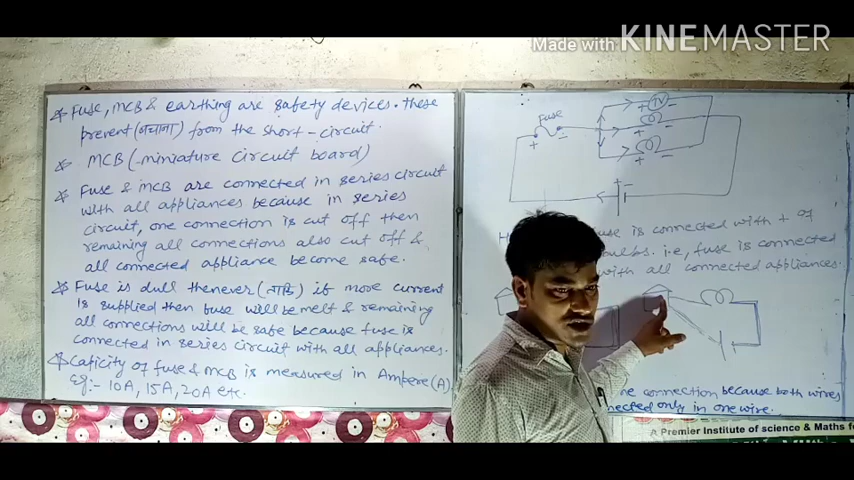 Made with KINEMASTER
Fuse, MCB & earthing are safety devices. These
prevent (बचाना) from the short-circuit.
MCB (miniature circuit board)
Fuse & MCB are connected in series circuit
with all appliances because in series
circuit, one connection is cut off then
remaining all connections also cut off &
all connected appliance become safe.
Fuse is dull thenever if more current
is supplied then fuse will be melt & remaining
all connections will be safe because fuse is
connected in series circuit with all appliances.
Capicity of fuse & MCB is measured in Ampere (A)
Eg:- 10A, 15A, 20A etc.
Fuse
TV
+ - + - + -
+ -
+ -
use is connected with + of
bulbs. i.e, fuse is connected
with all connected appliances.
ne connection because both wires
nected only in one wire.
A Premier Institute of science & Maths fo